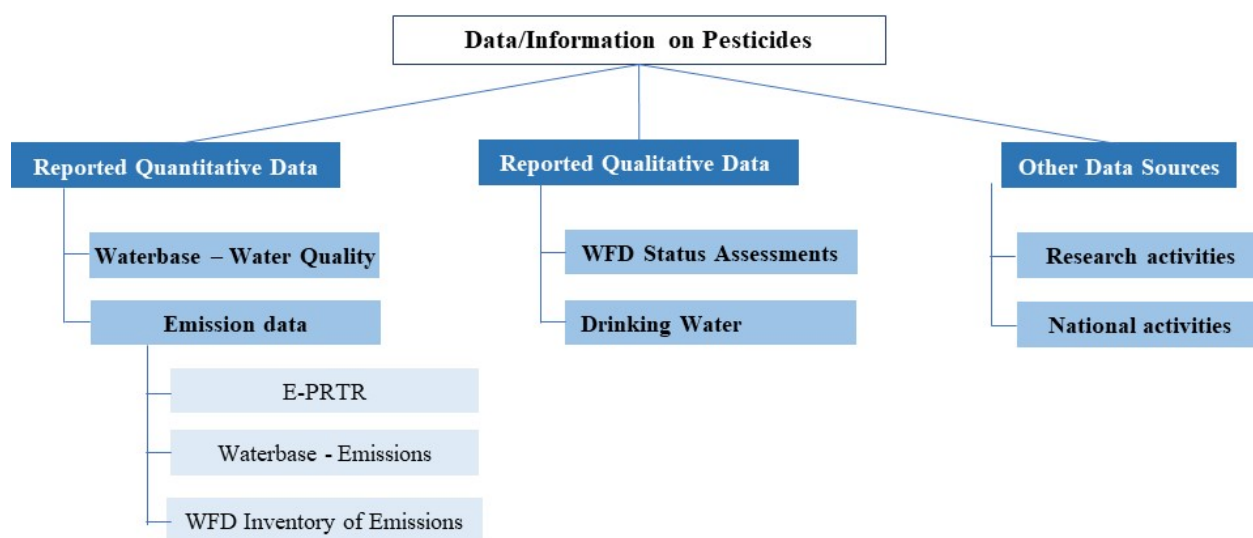 Data/Information on Pesticides
Reported Quantitative Data
Waterbase – Water Quality
Emission data
E-PRTR
Waterbase - Emissions
WFD Inventory of Emissions
Reported Qualitative Data
WFD Status Assessments
Drinking Water
Other Data Sources
Research activities
National activities